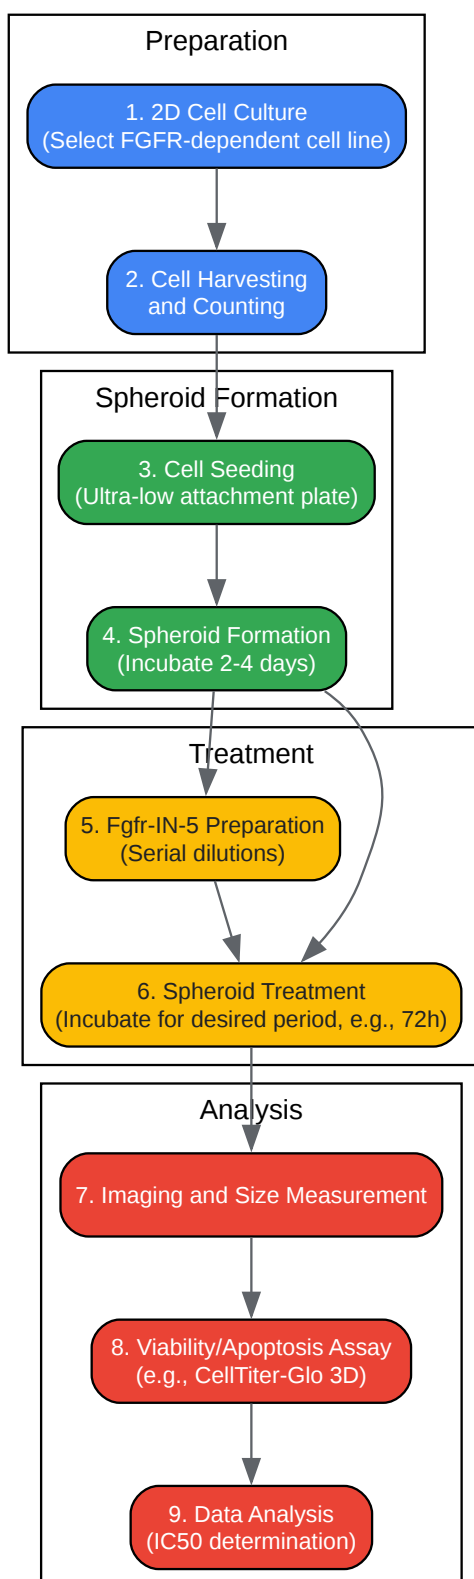 Preparation
1. 2D Cell Culture
(Select FGFR-dependent cell line)
2. Cell Harvesting
and Counting
Spheroid Formation
3. Cell Seeding
(Ultra-low attachment plate)
4. Spheroid Formation
(Incubate 2-4 days)
Treatment
5. Fgfr-IN-5 Preparation
(Serial dilutions)
6. Spheroid Treatment
(Incubate for desired period, e.g., 72h)
Analysis
7. Imaging and Size Measurement
8. Viability/Apoptosis Assay
(e.g., CellTiter-Glo 3D)
9. Data Analysis
(IC50 determination)